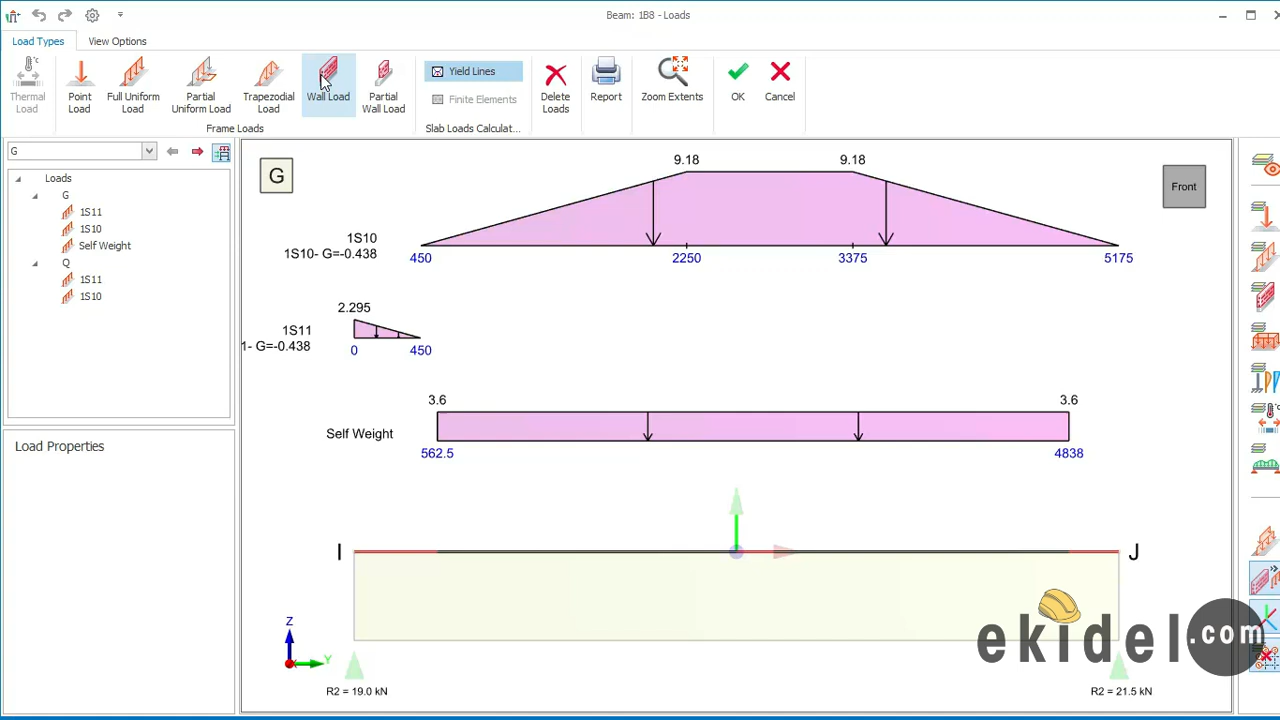 Beam: 1B8 - Loads
Load Types
View Options
Thermal Load
Point Load
Full Uniform Load
Partial Uniform Load
Trapezodal Load
Wall Load
Partial Wall Load
Yield Lines
Finite Elements
Delete Loads
Report
Zoom Extents
OK
Cancel
Frame Loads
Slab Loads Calculat...
G
Loads
G
1S11
1S10
Self Weight
Q
1S11
1S10
Load Properties
G
Front
9.18
9.18
1S10
1S10- G=-0.438
450
2250
3375
5175
2.295
1S11
1- G=-0.438
0
450
3.6
3.6
Self Weight
562.5
4838
I
J
Z
Y
R2 = 19.0 kN
R2 = 21.5 kN
ekidel.com